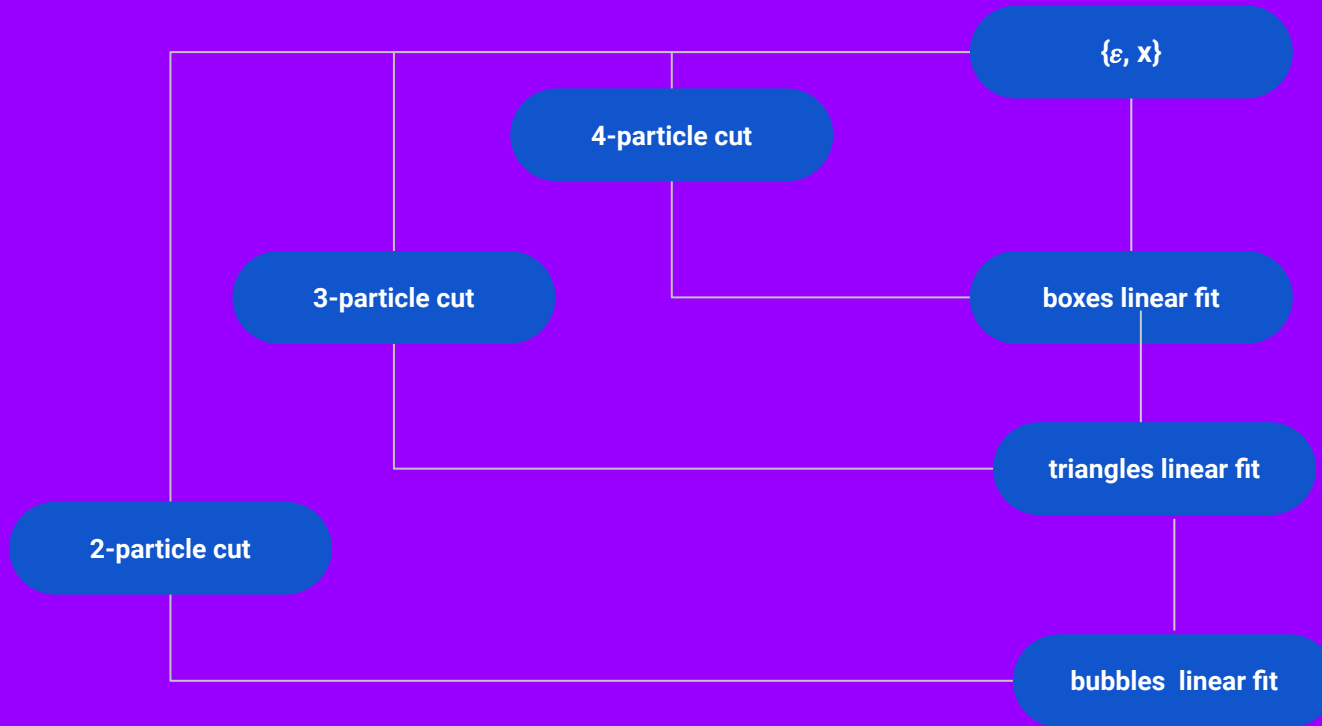 {ε, x}
4-particle cut
3-particle cut
boxes linear fit
triangles linear fit
2-particle cut
bubbles  linear fit